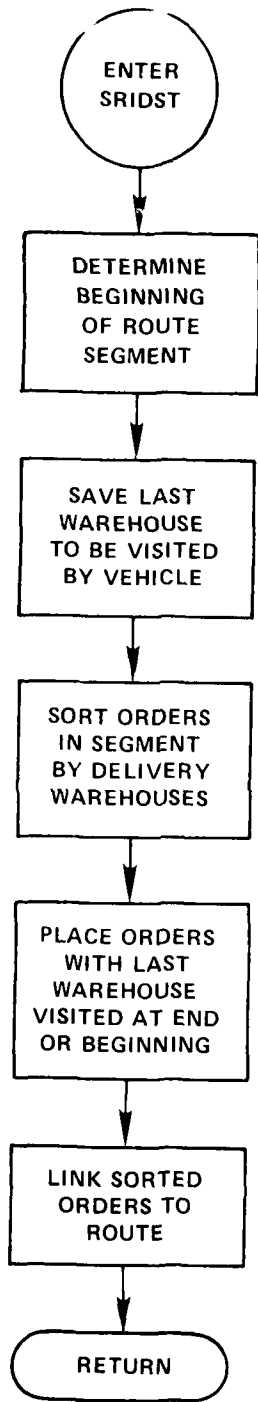 ENTER
SRIDST
DETERMINE
BEGINNING
OF ROUTE
SEGMENT
SAVE LAST
WAREHOUSE
TO BE VISITED
BY VEHICLE
SORT ORDERS
IN SEGMENT
BY DELIVERY
WAREHOUSES
PLACE ORDERS
WITH LAST
WAREHOUSE
VISITED AT END
OR BEGINNING
LINK SORTED
ORDERS TO
ROUTE
RETURN